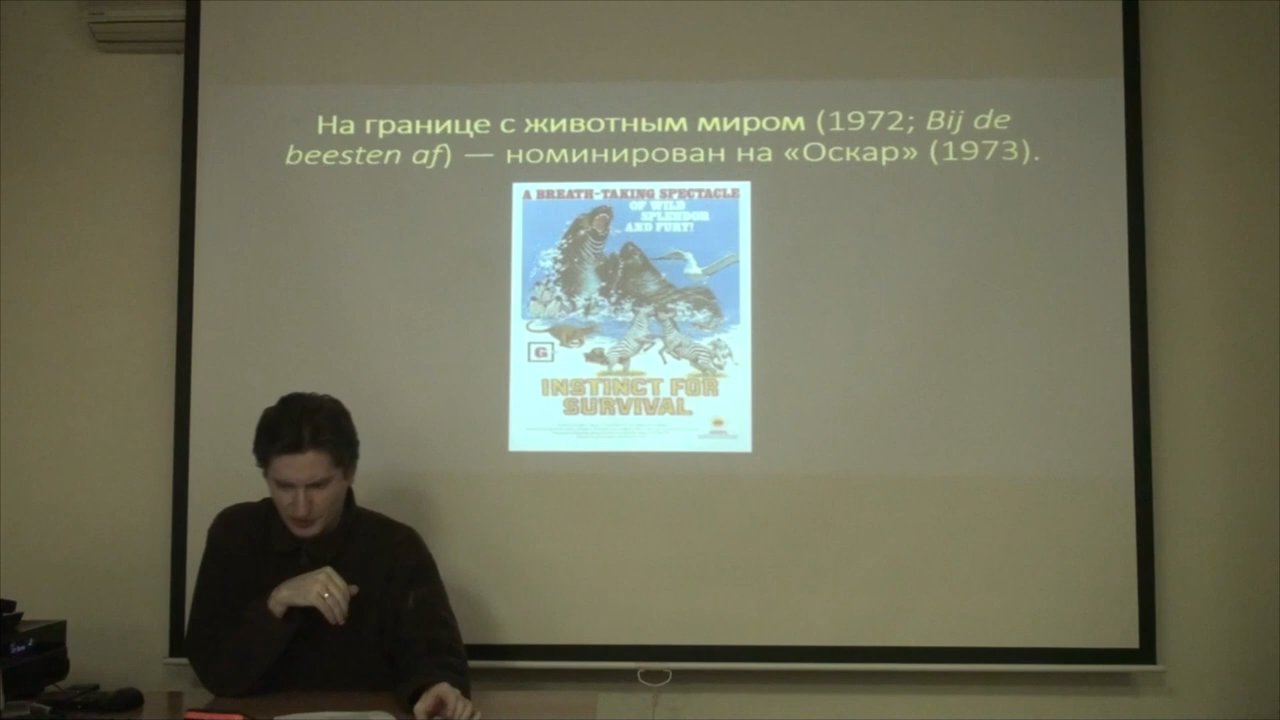 На границе с животным миром (1972; Bij de
beesten af) — номинирован на «Оскар» (1973).
A BREATH-TAKING SPECTACLE
OF WILD
SPLENDOR
AND FURY!
G
INSTINCT FOR
SURVIVAL